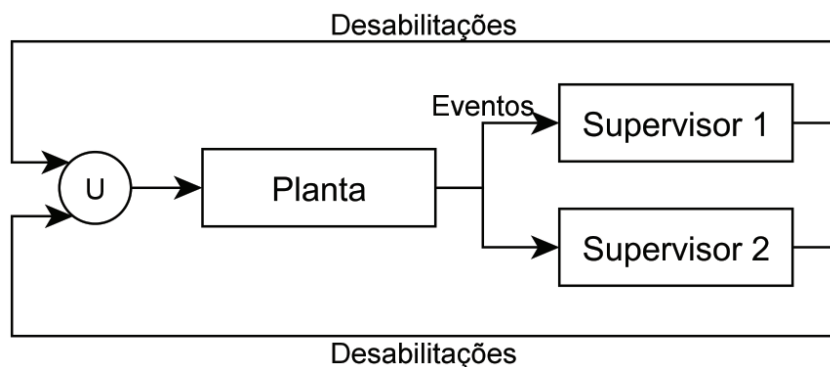 Desabilitações
Eventos
Supervisor 1
U
Planta
Supervisor 2
Desabilitações